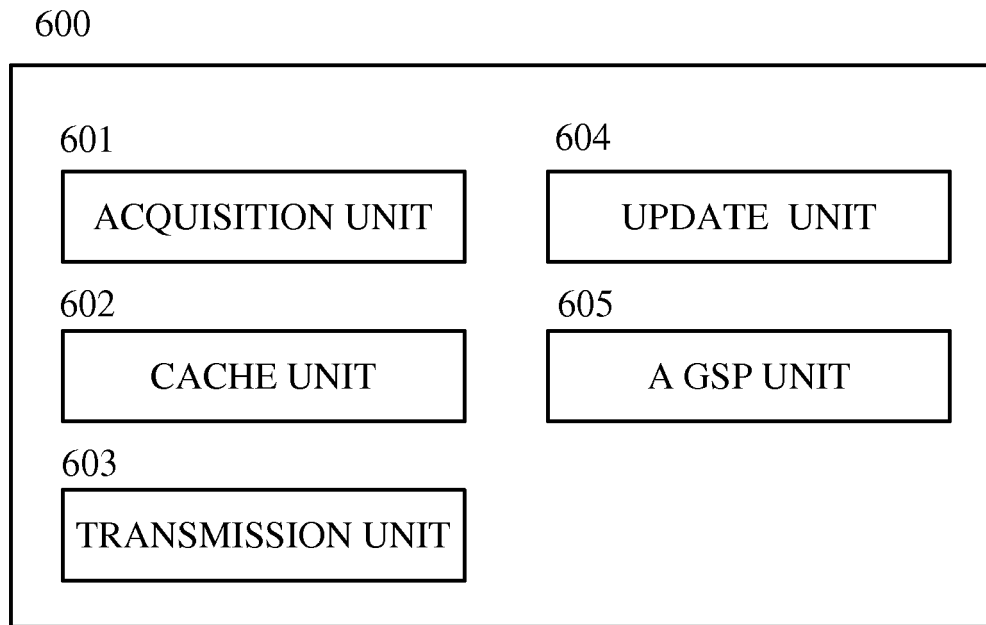 600
601
ACQUISITION UNIT
602
CACHE UNIT
603
TRANSMISSION UNIT
604
UPDATE UNIT
605
A GSP UNIT